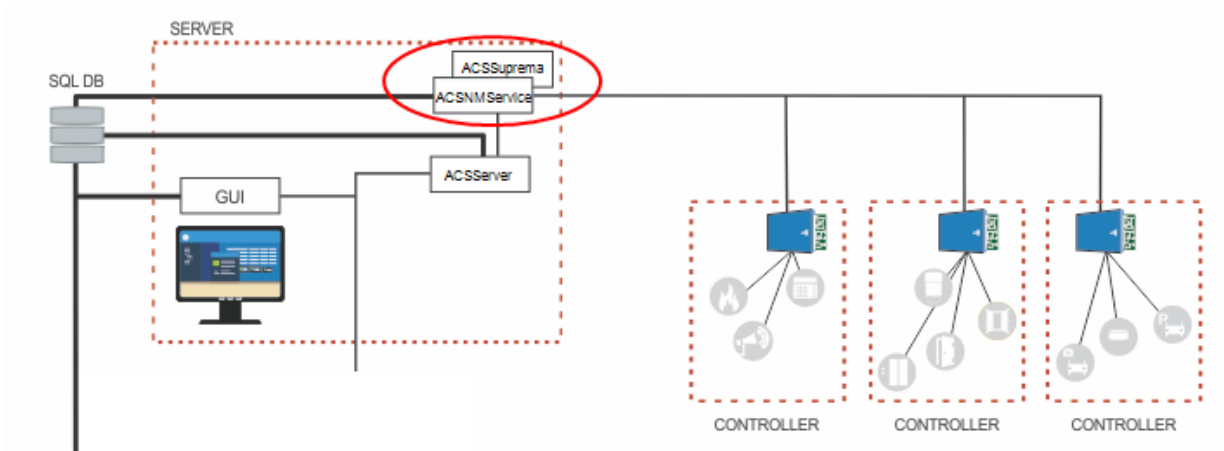 SERVER
SQL DB
ACSSuprema
ACSNMService
ACSServer
GUI
CONTROLLER
CONTROLLER
CONTROLLER